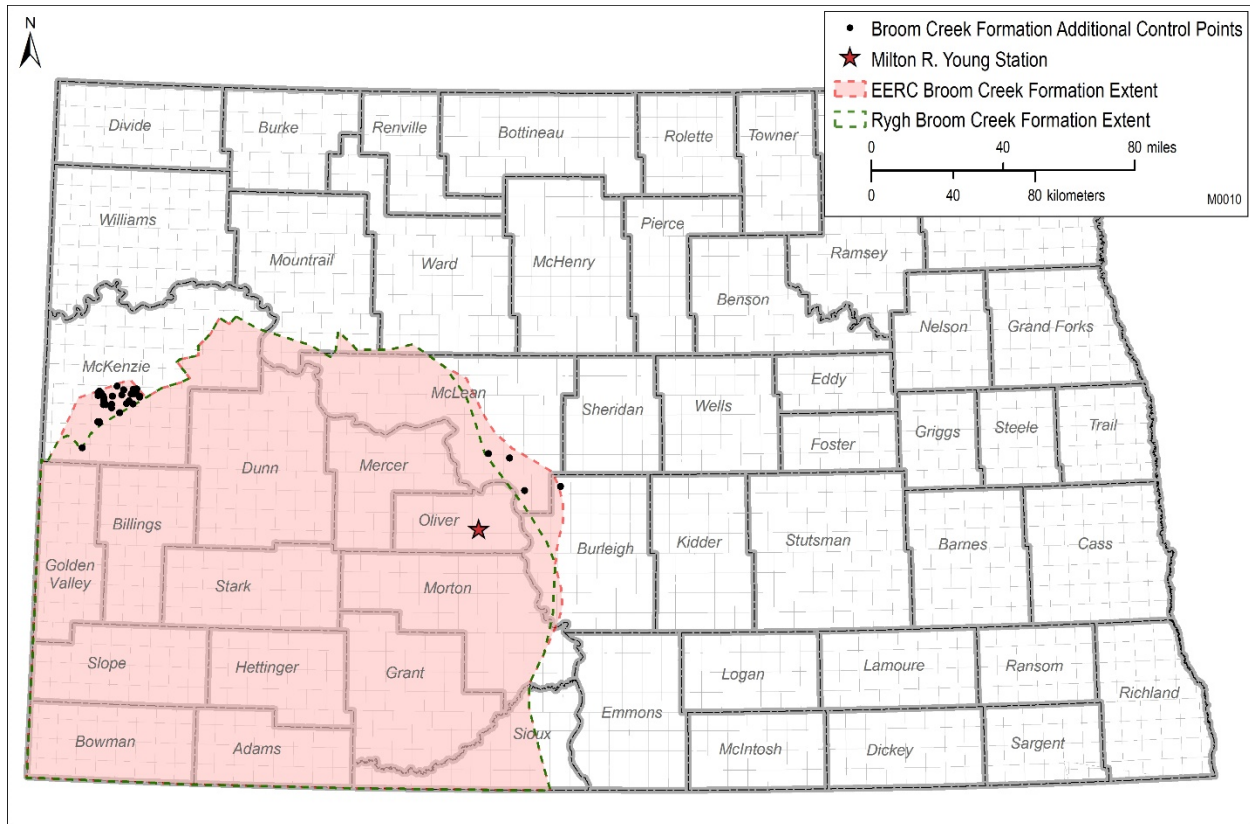 N
Broom Creek Formation Additional Control Points
Milton R. Young Station
EERC Broom Creek Formation Extent
Rygh Broom Creek Formation Extent
0 40 80 miles
0 40 80 kilometers
M0010
Divide
Burke
Renville
Bottineau
Rolette
Towner
Williams
Mountrail
Ward
McHenry
Pierce
Ramsey
Benson
Nelson
Grand Forks
McKenzie
McLean
Sheridan
Wells
Eddy
Foster
Griggs
Steele
Trail
Dunn
Mercer
Oliver
Billings
Golden
Valley
Stark
Morton
Burleigh
Kidder
Stutsman
Barnes
Cass
Slope
Hettinger
Grant
Sioux
Emmons
Logan
Lamoure
Ransom
Richland
Bowman
Adams
McIntosh
Dickey
Sargent